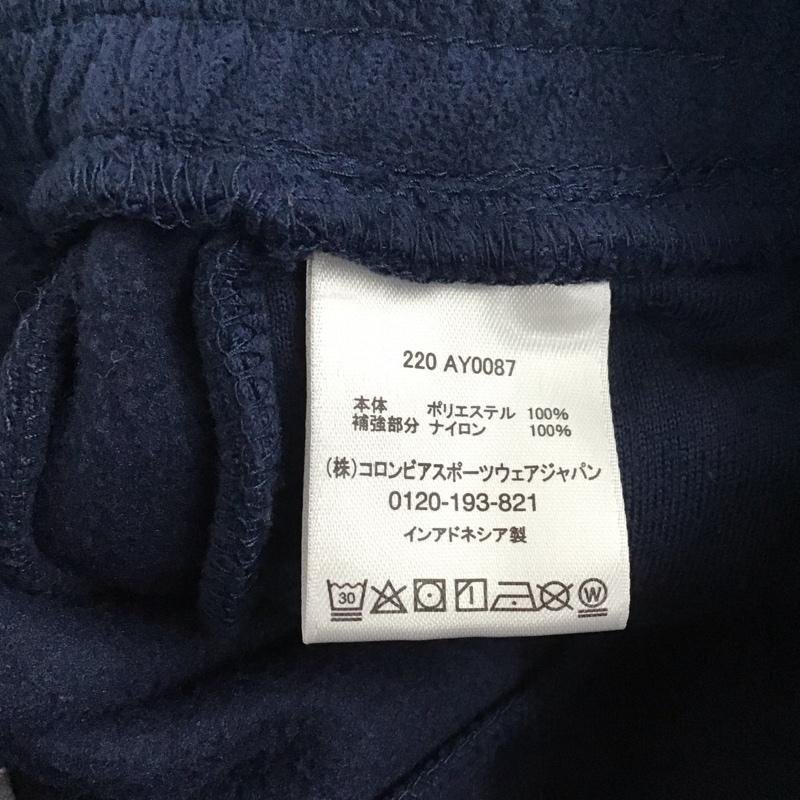 220 AY0087
本体 ポリエステル 100%
補強部分 ナイロン 100%
(株)コロンビアスポーツウェアジャパン
0120-193-821
インアドネシア製
30 W